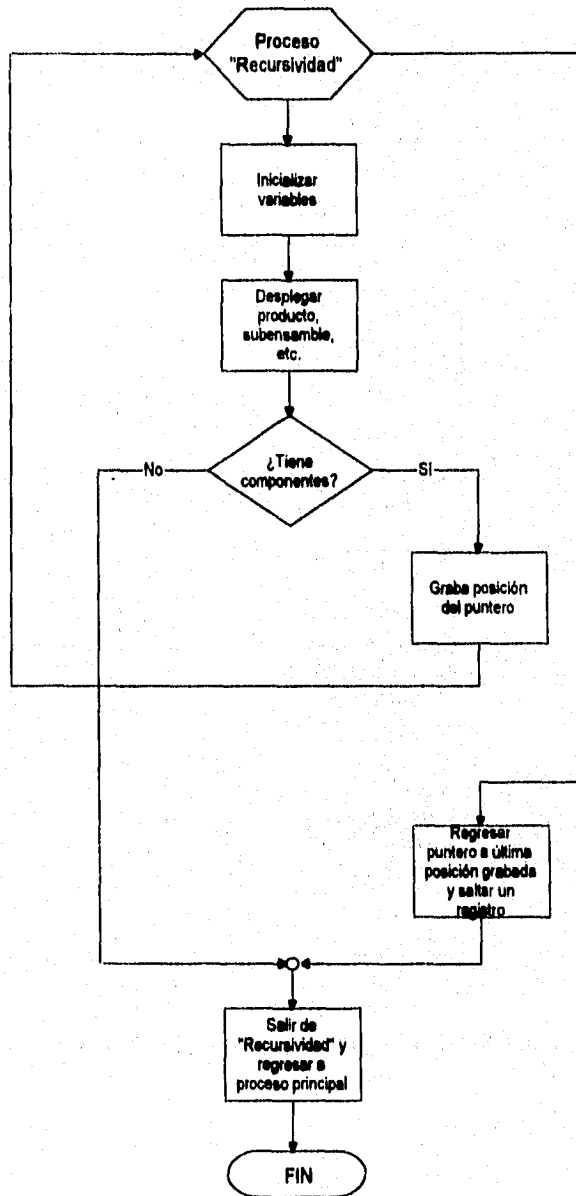 Proceso
"Recursividad"
Inicializar
variables
Desplegar
producto,
subensamble,
etc.
¿Tiene
componentes?
No
Sí
Graba posición
del puntero
Regresar
puntero a última
posición grabada
y saltar un
registro
Salir de
"Recursividad" y
regresar a
proceso principal
FIN